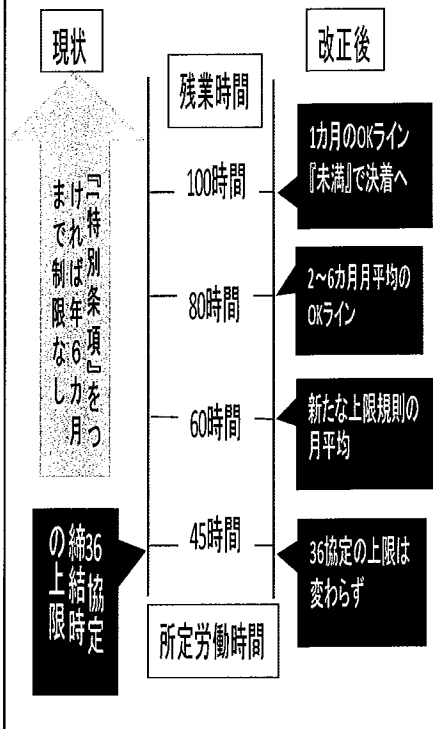 現状
残業時間
改正後
『「特別条項』をつ
ければ年6カ月
まで制限なし
36協定
締結時
の上限
100時間
80時間
60時間
45時間
所定労働時間
1カ月のOKライン
『未満』で決着へ
2～6カ月月平均の
OKライン
新たな上限規則の
月平均
36協定の上限は
変わらず